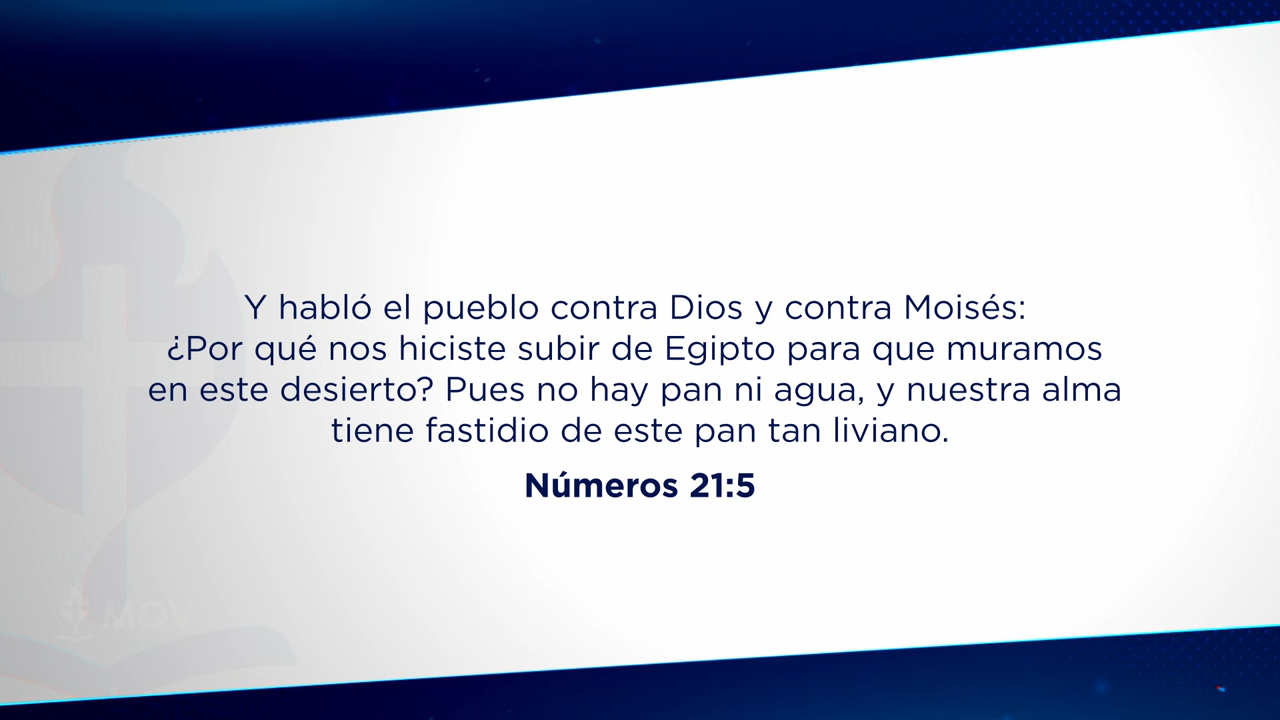 Y habló el pueblo contra Dios y contra Moisés:
¿Por qué nos hiciste subir de Egipto para que muramos
en este desierto? Pues no hay pan ni agua, y nuestra alma
tiene fastidio de este pan tan liviano.
Números 21:5
MQV